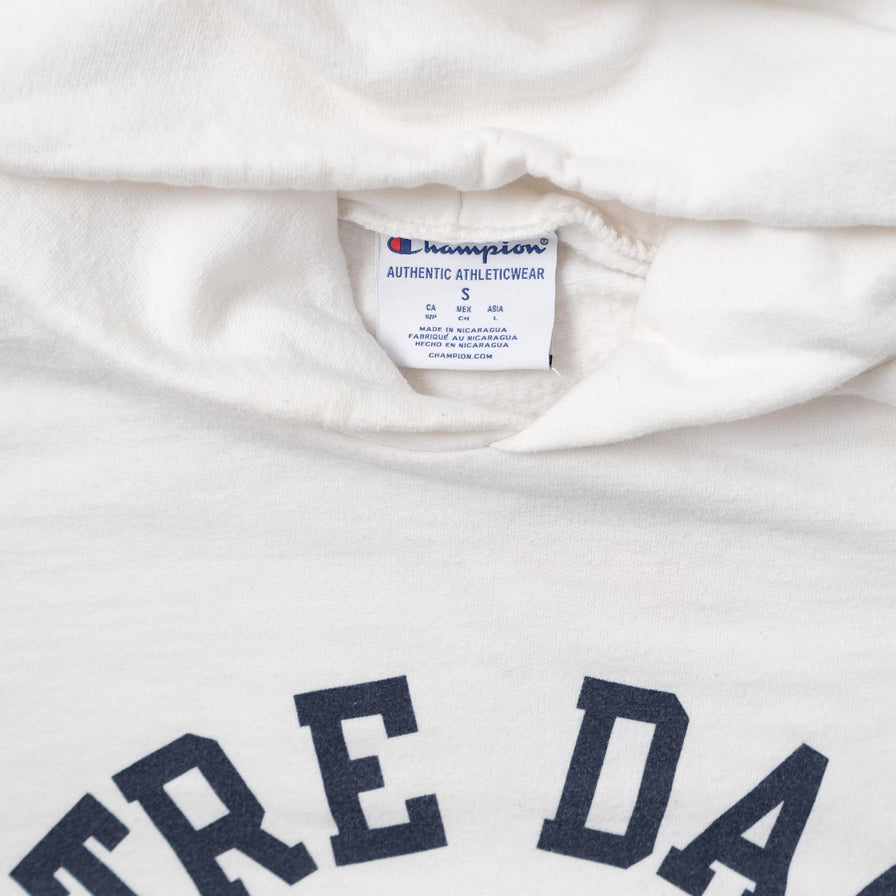 Champion®
AUTHENTIC ATHLETICWEAR
S
CA MEX ASIA
S/P CH L
MADE IN NICARAGUA
FABRIQUÉ AU NICARAGUA
HECHO EN NICARAGUA
CHAMPION.COM
TRE DA